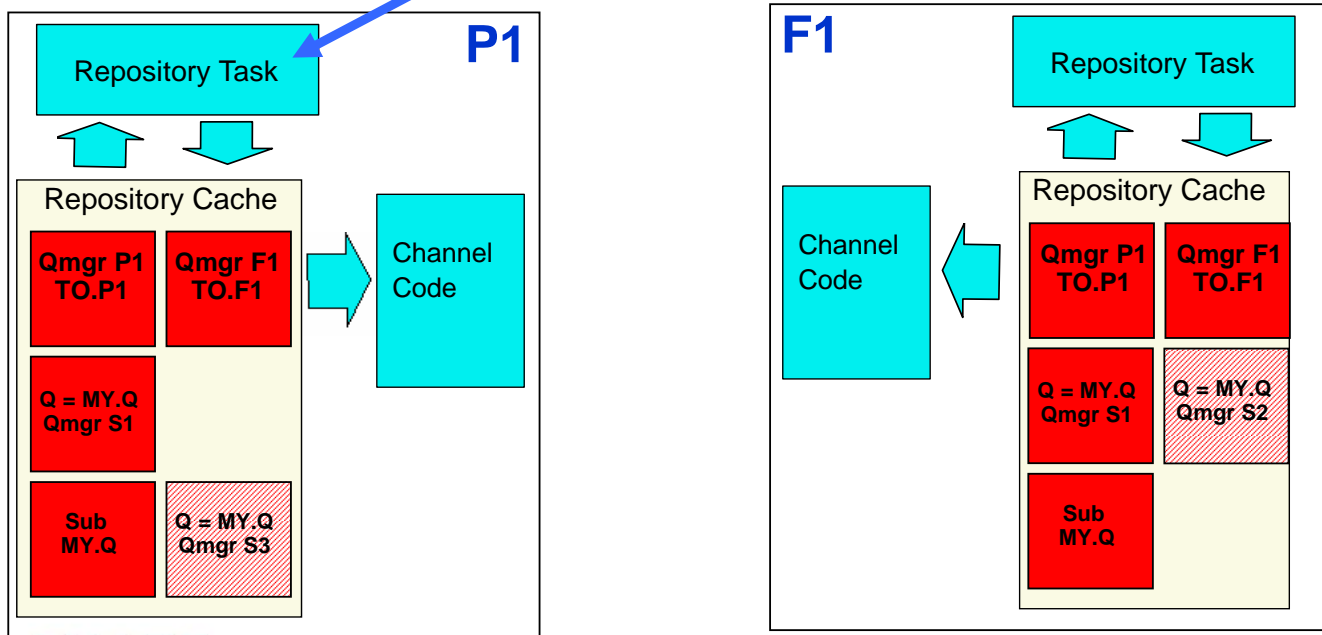 P1
Repository Task
Repository Cache
Qmgr P1
TO.P1
Qmgr F1
TO.F1
Channel
Code
Q = MY.Q
Qmgr S1
Sub
MY.Q
Q = MY.Q
Qmgr S3
F1
Repository Task
Repository Cache
Channel
Code
Qmgr P1
TO.P1
Qmgr F1
TO.F1
Q = MY.Q
Qmgr S1
Q = MY.Q
Qmgr S2
Sub
MY.Q